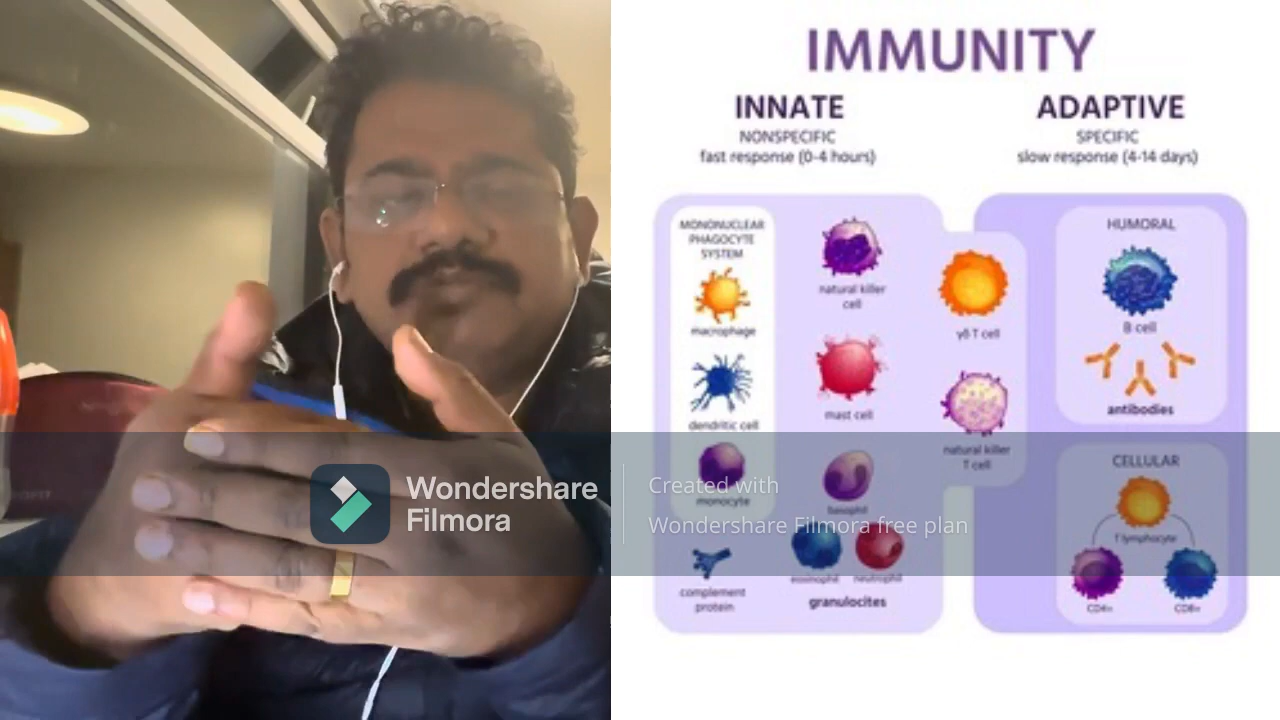 IMMUNITY
INNATE
NONSPECIFIC
fast response (0-4 hours)
ADAPTIVE
SPECIFIC
slow response (4-14 days)
MONONUCLEAR
PHAGOCYTE
SYSTEM
macrophage
dendritic cell
monocyte
complement
protein
natural killer
cell
mast cell
basophil
eosinophil
neutrophil
granulocites
γδ T cell
natural killer
T cell
HUMORAL
B cell
antibodies
CELLULAR
T lymphocyte
CD4+
CD8+
Wondershare
Filmora
Created with
Wondershare Filmora free plan